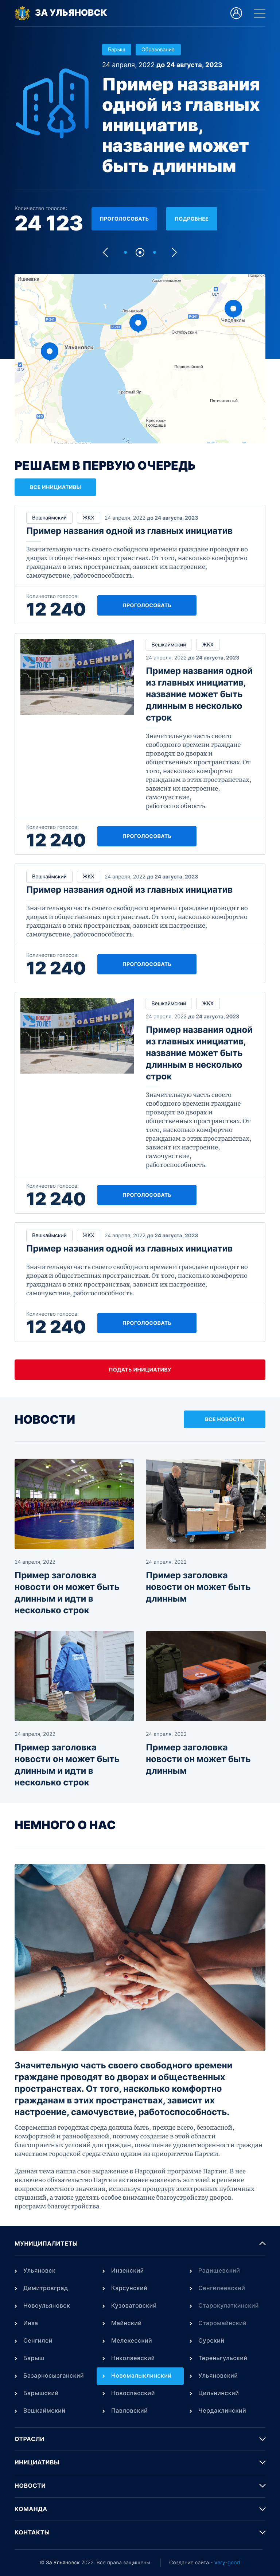 ЗА УЛЬЯНОВСК
Барыш Образование
24 апреля, 2022 до 24 августа, 2023
Пример названия
одной из главных
инициатив,
название может
быть длинным
Количество голосов:
24 123
ПРОГОЛОСОВАТЬ
ПОДРОБНЕЕ
Ишеевка
Архангельское
Ленинский
Чердаклы
Октябрьский
Ульяновск
Первомайский
Красный Яр
Пятисотенный
Крестово-
Городище
РЕШАЕМ В ПЕРВУЮ ОЧЕРЕДЬ
ВСЕ ИНИЦИАТИВЫ
Вешкаймский ЖКХ 24 апреля, 2022 до 24 августа, 2023
Пример названия одной из главных инициатив
Значительную часть своего свободного времени граждане проводят во
дворах и общественных пространствах. От того, насколько комфортно
гражданам в этих пространствах, зависит их настроение,
самочувствие, работоспособность.
Количество голосов:
12 240
ПРОГОЛОСОВАТЬ
Вешкаймский ЖКХ
24 апреля, 2022 до 24 августа, 2023
Пример названия одной
из главных инициатив,
название может быть
длинным в несколько
строк
Значительную часть своего
свободного времени граждане
проводят во дворах и
общественных пространствах. От
того, насколько комфортно
гражданам в этих пространствах,
зависит их настроение,
самочувствие,
работоспособность.
Количество голосов:
12 240
ПРОГОЛОСОВАТЬ
Вешкаймский ЖКХ 24 апреля, 2022 до 24 августа, 2023
Пример названия одной из главных инициатив
Значительную часть своего свободного времени граждане проводят во
дворах и общественных пространствах. От того, насколько комфортно
гражданам в этих пространствах, зависит их настроение,
самочувствие, работоспособность.
Количество голосов:
12 240
ПРОГОЛОСОВАТЬ
Вешкаймский ЖКХ
24 апреля, 2022 до 24 августа, 2023
Пример названия одной
из главных инициатив,
название может быть
длинным в несколько
строк
Значительную часть своего
свободного времени граждане
проводят во дворах и
общественных пространствах. От
того, насколько комфортно
гражданам в этих пространствах,
зависит их настроение,
самочувствие,
работоспособность.
Количество голосов:
12 240
ПРОГОЛОСОВАТЬ
Вешкаймский ЖКХ 24 апреля, 2022 до 24 августа, 2023
Пример названия одной из главных инициатив
Значительную часть своего свободного времени граждане проводят во
дворах и общественных пространствах. От того, насколько комфортно
гражданам в этих пространствах, зависит их настроение,
самочувствие, работоспособность.
Количество голосов:
12 240
ПРОГОЛОСОВАТЬ
ПОДАТЬ ИНИЦИАТИВУ
НОВОСТИ
ВСЕ НОВОСТИ
24 апреля, 2022
Пример заголовка
новости он может быть
длинным и идти в
несколько строк
24 апреля, 2022
Пример заголовка
новости он может быть
длинным
24 апреля, 2022
Пример заголовка
новости он может быть
длинным и идти в
несколько строк
24 апреля, 2022
Пример заголовка
новости он может быть
длинным
НЕМНОГО О НАС
Значительную часть своего свободного времени
граждане проводят во дворах и общественных
пространствах. От того, насколько комфортно
гражданам в этих пространствах, зависит их
настроение, самочувствие, работоспособность.
Современная городская среда должна быть, прежде всего, безопасной,
комфортной и разнообразной, поэтому создание в этой области
благоприятных условий для граждан, повышение удовлетворенности граждан
качеством городской среды стало одним из приоритетов Партии.
Данная тема нашла свое выражение в Народной программе Партии. В нее
включено обязательство Партии активнее вовлекать жителей в решение
вопросов местного значения, используя процедуру электронных публичных
слушаний, а также уделять особое внимание благоустройству дворов.
программ благоустройства.
МУНИЦИПАЛИТЕТЫ
Ульяновск Инзенский Радищевский
Димитровград Карсунский Сенгилеевский
Новоульяновск Кузоватовский Старокулаткинский
Инза Майнский Старомайнский
Сенгилей Мелекесский Сурский
Барыш Николаевский Тереньгульский
Базарносызганский Новомалыклинский Ульяновский
Барышский Новоспасский Цильнинский
Вешкаймский Павловский Чердаклинский
ОТРАСЛИ
ИНИЦИАТИВЫ
НОВОСТИ
КОМАНДА
КОНТАКТЫ
© За Ульяновск 2022. Все права защищены. Создание сайта - Very-good